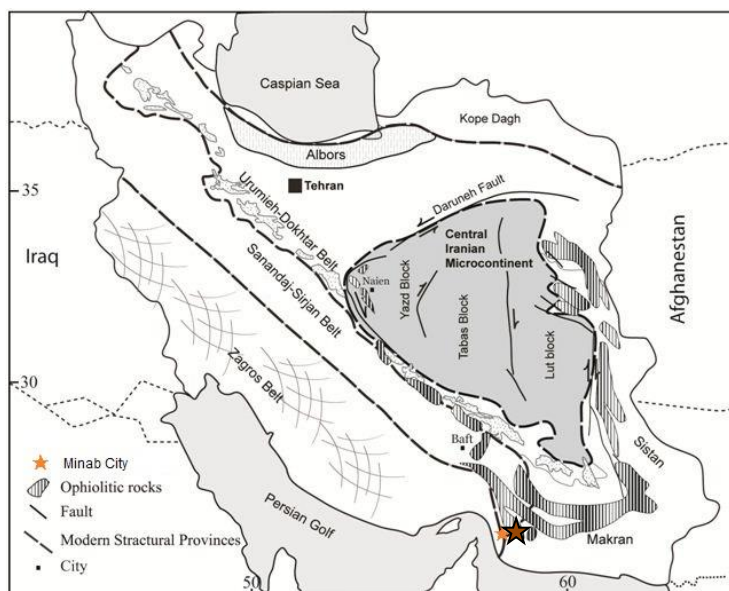 Caspian Sea
Kope Dagh
Albors
Tehran
35
Urumieh-Dokhtar Belt
Daruneh Fault
Central
Iranian
Microcontinent
Iraq
Afghanestan
Sanandaj-Sirjan Belt
Naien
Yazd Block
Tabas Block
Lut block
Zagros Belt
30
Baft
Sistan
Minab City
Ophiolitic rocks
Fault
Modern Stractural Provinces
City
Persian Golf
Makran
50
60